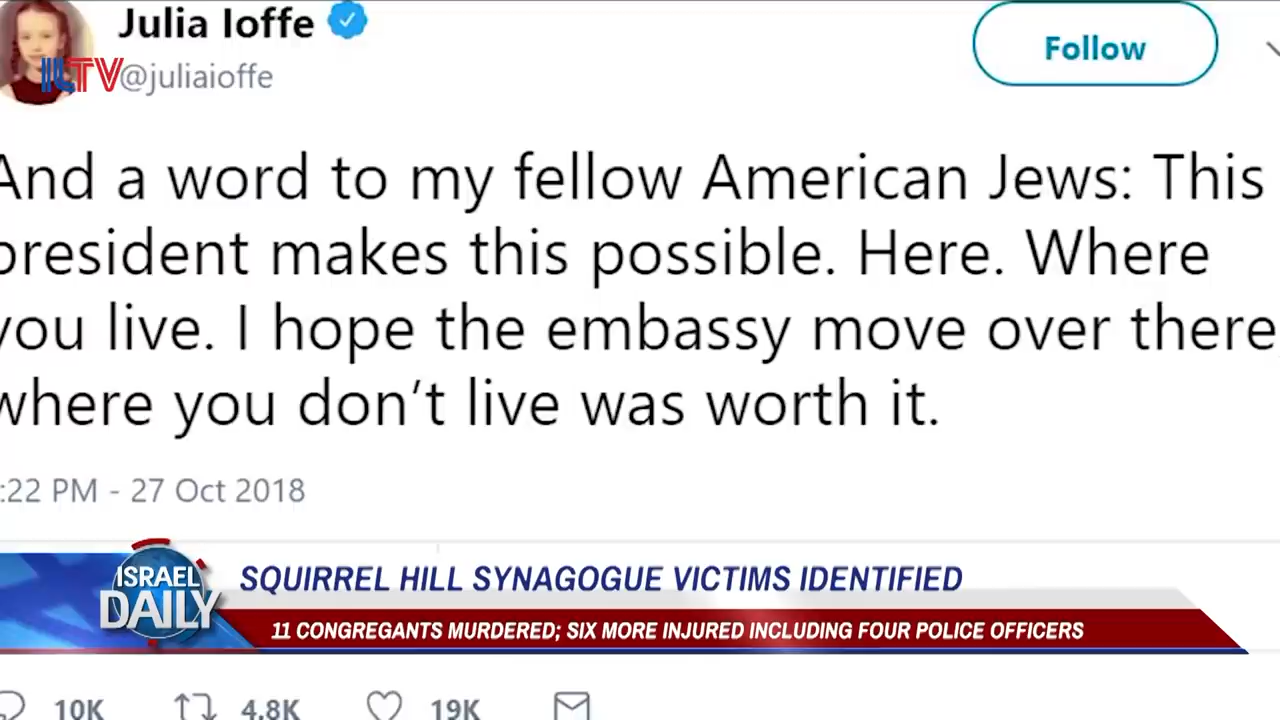 Julia Ioffe
ILTV
@juliaioffe
Follow
And a word to my fellow American Jews: This
president makes this possible. Here. Where
you live. I hope the embassy move over there,
where you don't live was worth it.
:22 PM - 27 Oct 2018
ISRAEL
DAILY
SQUIRREL HILL SYNAGOGUE VICTIMS IDENTIFIED
11 CONGREGANTS MURDERED; SIX MORE INJURED INCLUDING FOUR POLICE OFFICERS
10K 4.8K 19K